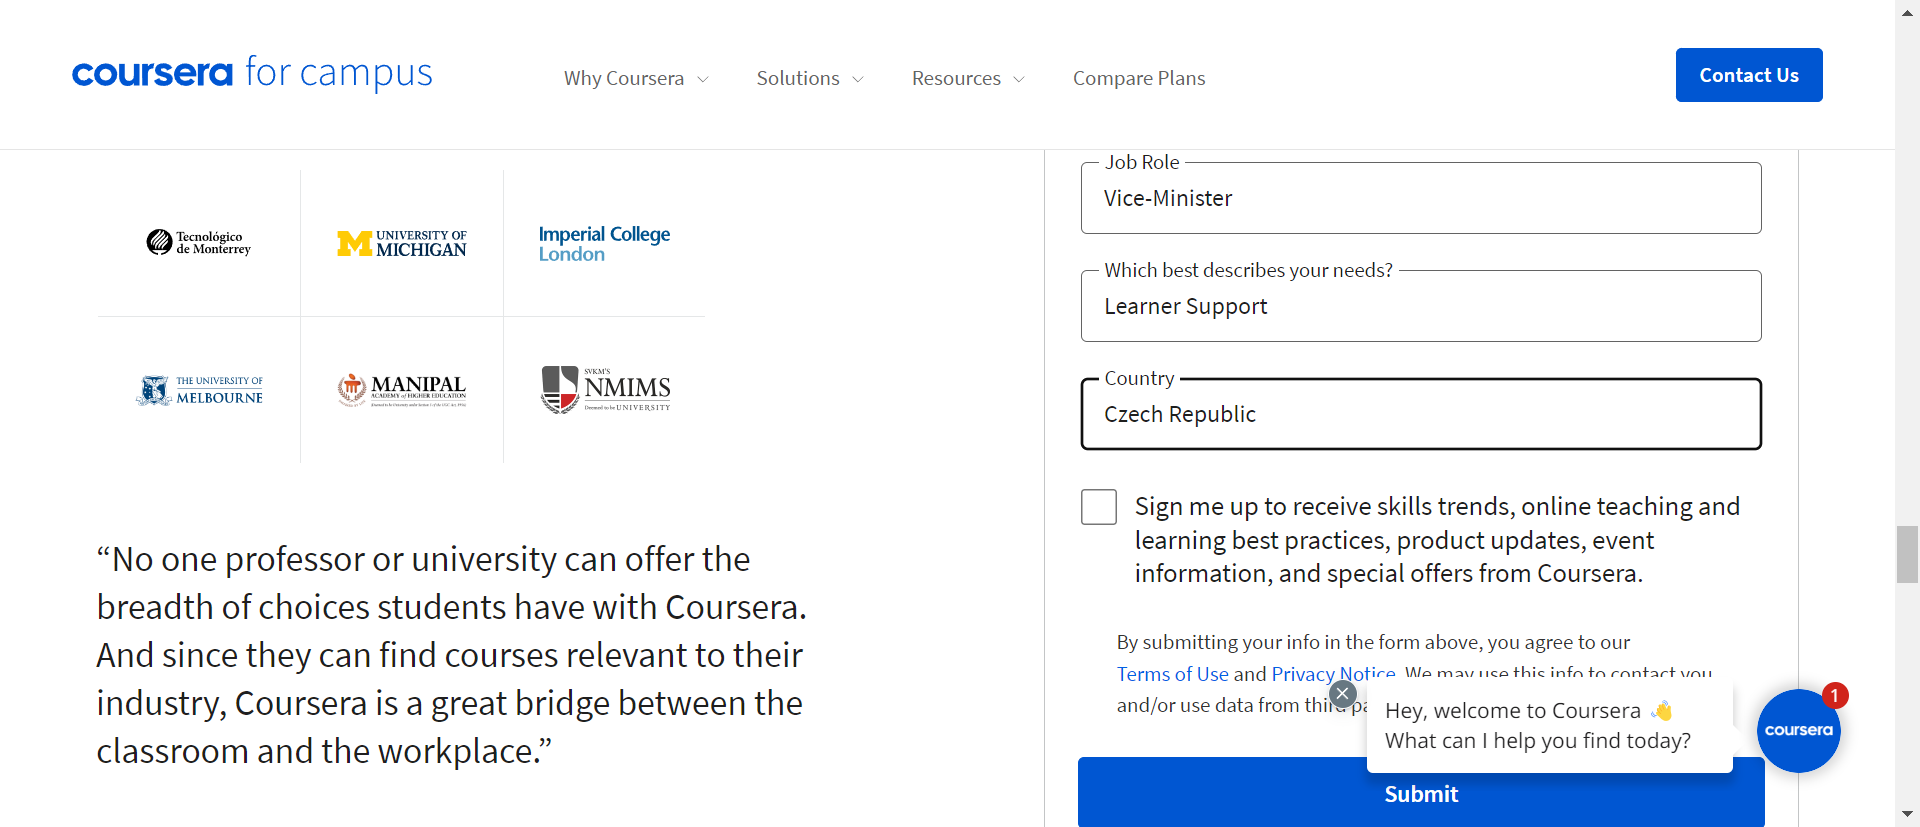 coursera for campus
Why Coursera
Solutions
Resources
Compare Plans
Contact Us
Tecnológico
de Monterrey
UNIVERSITY OF
MICHIGAN
Imperial College
London
THE UNIVERSITY OF
MELBOURNE
MANIPAL
ACADEMY of HIGHER EDUCATION
SVKM'S
NMIMS
Deemed to be UNIVERSITY
“No one professor or university can offer the
breadth of choices students have with Coursera.
And since they can find courses relevant to their
industry, Coursera is a great bridge between the
classroom and the workplace.”
Job Role
Vice-Minister
Which best describes your needs?
Learner Support
Country
Czech Republic
Sign me up to receive skills trends, online teaching and
learning best practices, product updates, event
information, and special offers from Coursera.
By submitting your info in the form above, you agree to our
Terms of Use and Privacy Notice. We may use this info to contact you
and/or use data from third pa
Hey, welcome to Coursera 👋
What can I help you find today?
coursera
1
Submit